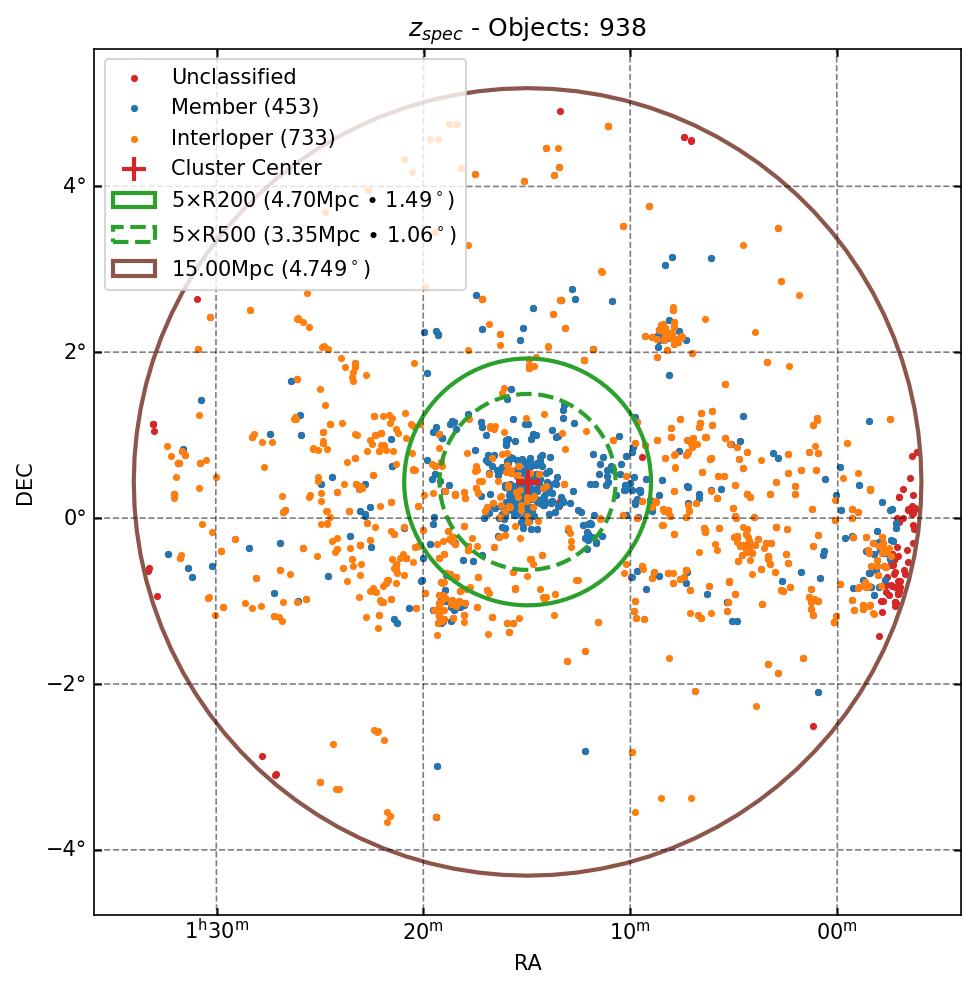 z_spec - Objects: 938
Unclassified
Member (453)
Interloper (733)
Cluster Center
5×R200 (4.70Mpc • 1.49°)
5×R500 (3.35Mpc • 1.06°)
15.00Mpc (4.749°)
4°
2°
0°
−2°
−4°
DEC
1ʰ30ᵐ 20ᵐ 10ᵐ 00ᵐ
RA